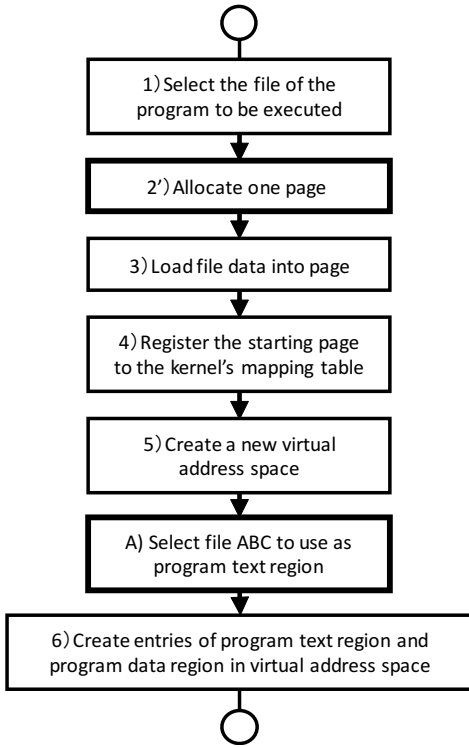 1）Select the file of the
program to be executed
2’）Allocate one page
3）Load file data into page
4）Register the starting page
to the kernel’s mapping table
5）Create a new virtual
address space
A) Select file ABC to use as
program text region
6）Create entries of program text region and
program data region in virtual address space